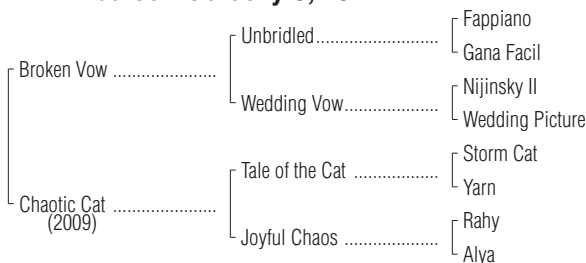 Fappiano
Unbridled
Gana Facil
Broken Vow
Nijinsky II
Wedding Vow
Wedding Picture
Storm Cat
Tale of the Cat
Yarn
Chaotic Cat
(2009)
Rahy
Joyful Chaos
Alya